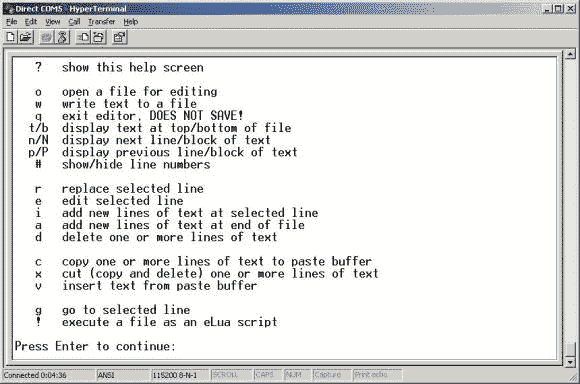 Direct COM5 - HyperTerminal
File Edit View Call Transfer Help
? show this help screen
o open a file for editing
w write text to a file
q exit editor, DOES NOT SAVE!
t/b display text at top/bottom of file
n/N display next line/block of text
p/P display previous line/block of text
# show/hide line numbers
r replace selected line
e edit selected line
i add new lines of text at selected line
a add new lines of text at end of file
d delete one or more lines of text
c copy one or more lines of text to paste buffer
x cut (copy and delete) one or more lines of text
v insert text from paste buffer
g go to selected line
! execute a file as an eLua script
Press Enter to continue:
Connected 0:04:36 ANSI 115200 8-N-1 SCROLL CAPS NUM Capture Print echo